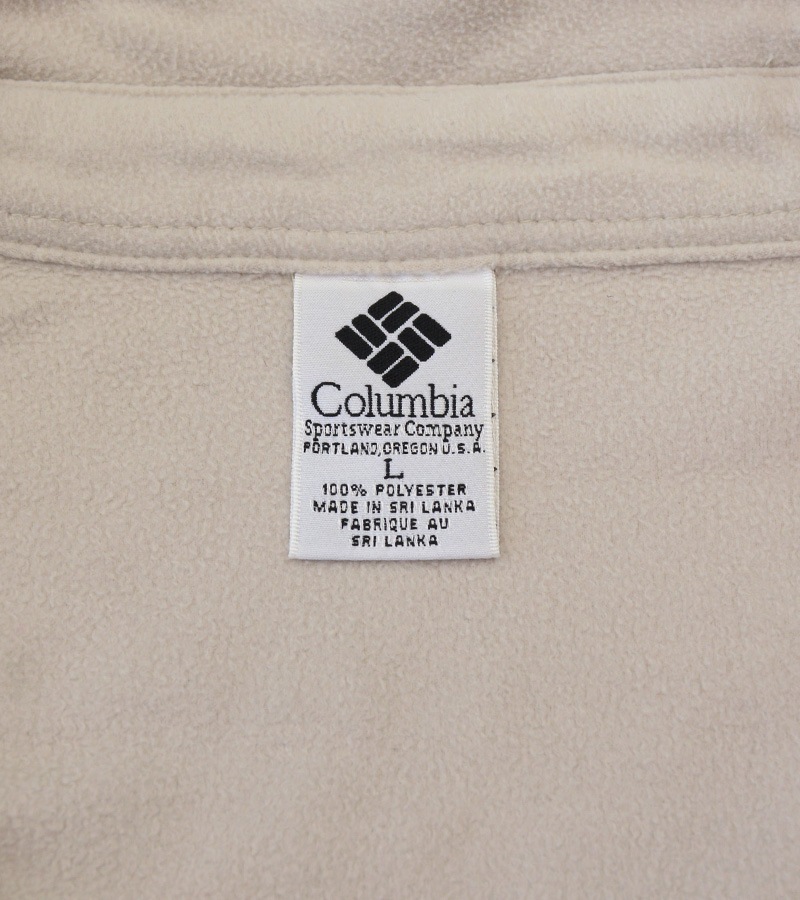 Columbia
Sportswear Company
PORTLAND, OREGON U.S.A.
L
100% POLYESTER
MADE IN SRI LANKA
FABRIQUE AU
SRI LANKA